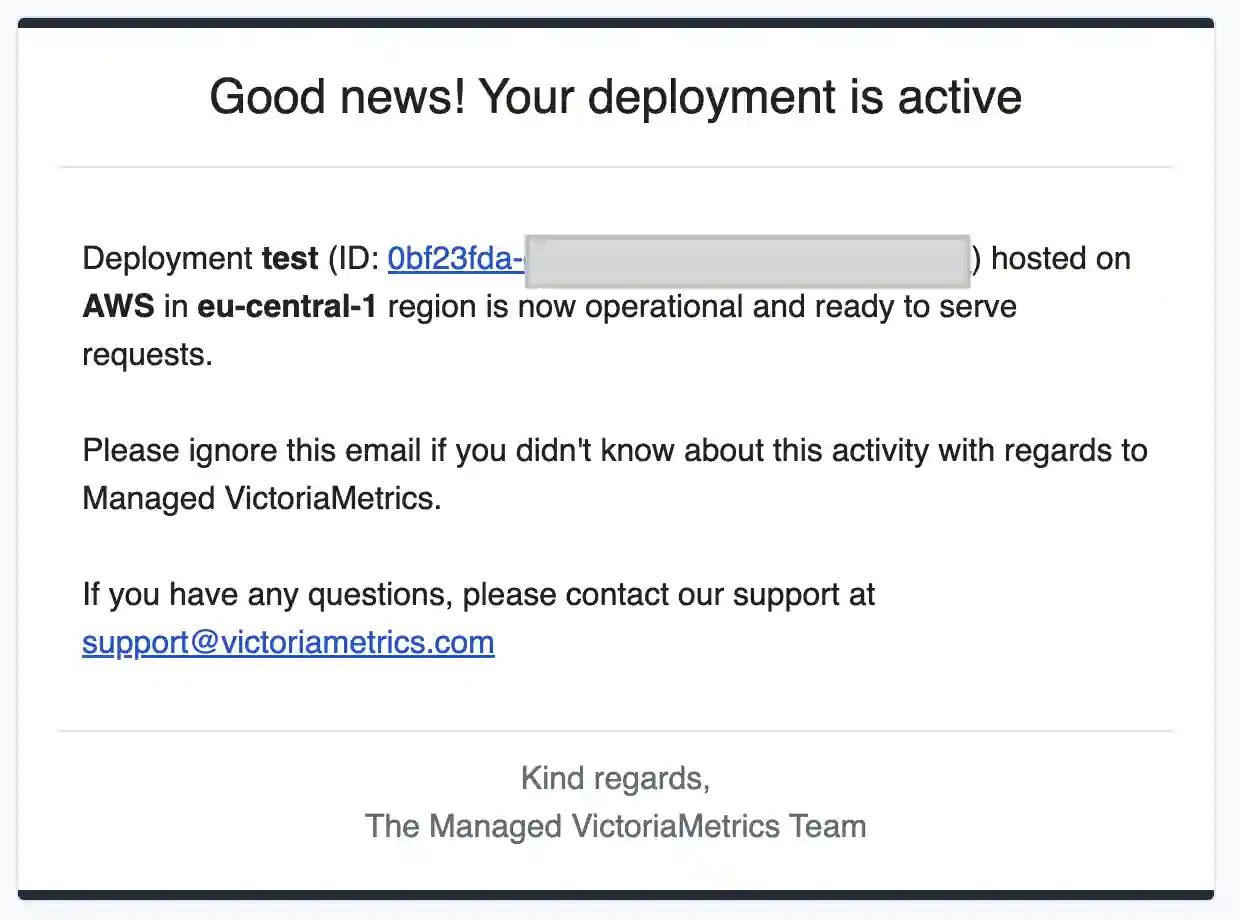 Good news! Your deployment is active
Deployment test (ID: 0bf23fda-) hosted on
AWS in eu-central-1 region is now operational and ready to serve
requests.
Please ignore this email if you didn't know about this activity with regards to
Managed VictoriaMetrics.
If you have any questions, please contact our support at
support@victoriametrics.com
Kind regards,
The Managed VictoriaMetrics Team